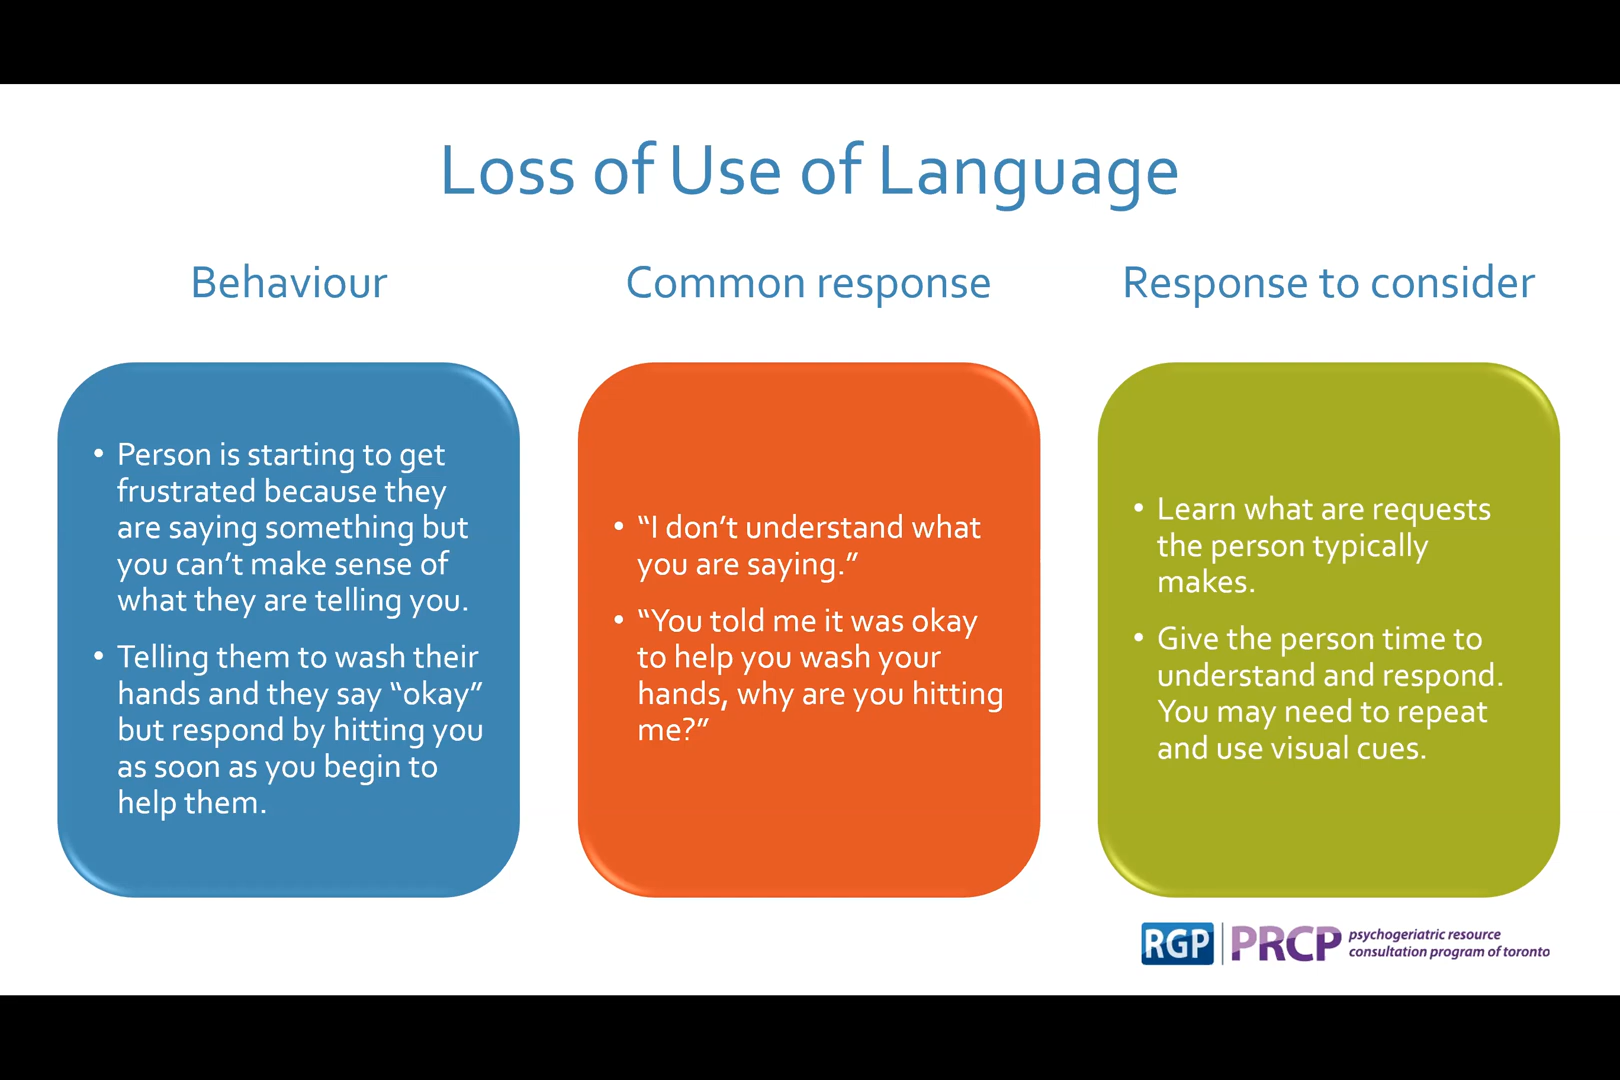 Loss of Use of Language
Behaviour
Common response
Response to consider
• Person is starting to get
frustrated because they
are saying something but
you can’t make sense of
what they are telling you.
• Telling them to wash their
hands and they say “okay”
but respond by hitting you
as soon as you begin to
help them.
• “I don’t understand what
you are saying.”
• “You told me it was okay
to help you wash your
hands, why are you hitting
me?”
• Learn what are requests
the person typically
makes.
• Give the person time to
understand and respond.
You may need to repeat
and use visual cues.
RGP | PRCP
psychogeriatric resource
consultation program of toronto